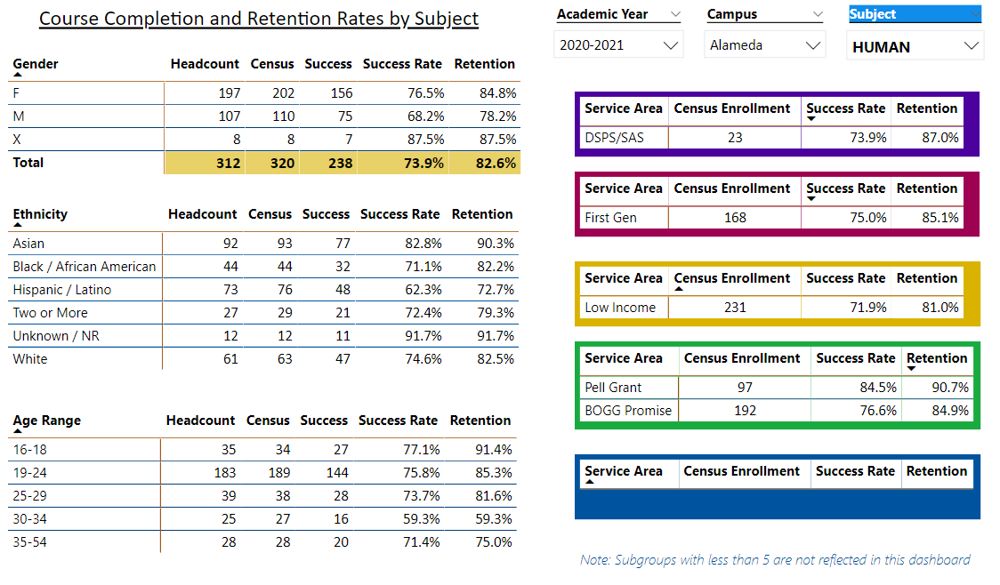 Course Completion and Retention Rates by Subject
Academic Year Campus Subject
2020-2021 Alameda HUMAN
Gender Headcount Census Success Success Rate Retention
F 197 202 156 76.5% 84.8%
M 107 110 75 68.2% 78.2%
X 8 8 7 87.5% 87.5%
Total 312 320 238 73.9% 82.6%
Ethnicity Headcount Census Success Success Rate Retention
Asian 92 93 77 82.8% 90.3%
Black / African American 44 44 32 71.1% 82.2%
Hispanic / Latino 73 76 48 62.3% 72.7%
Two or More 27 29 21 72.4% 79.3%
Unknown / NR 12 12 11 91.7% 91.7%
White 61 63 47 74.6% 82.5%
Age Range Headcount Census Success Success Rate Retention
16-18 35 34 27 77.1% 91.4%
19-24 183 189 144 75.8% 85.3%
25-29 39 38 28 73.7% 81.6%
30-34 25 27 16 59.3% 59.3%
35-54 28 28 20 71.4% 75.0%
Service Area Census Enrollment Success Rate Retention
DSPS/SAS 23 73.9% 87.0%
Service Area Census Enrollment Success Rate Retention
First Gen 168 75.0% 85.1%
Service Area Census Enrollment Success Rate Retention
Low Income 231 71.9% 81.0%
Service Area Census Enrollment Success Rate Retention
Pell Grant 97 84.5% 90.7%
BOGG Promise 192 76.6% 84.9%
Service Area Census Enrollment Success Rate Retention
Note: Subgroups with less than 5 are not reflected in this dashboard